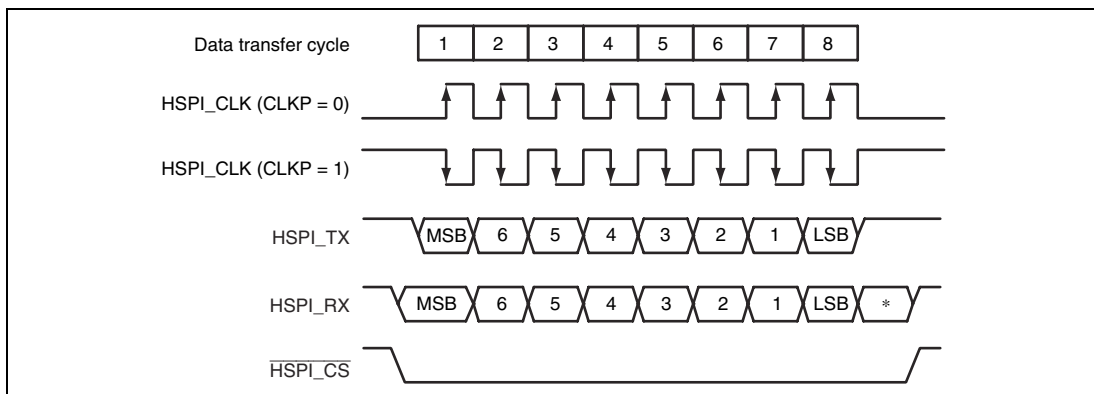 Data transfer cycle 1 2 3 4 5 6 7 8
HSPI_CLK (CLKP = 0)
HSPI_CLK (CLKP = 1)
HSPI_TX MSB 6 5 4 3 2 1 LSB
HSPI_RX MSB 6 5 4 3 2 1 LSB *
HSPI_CS